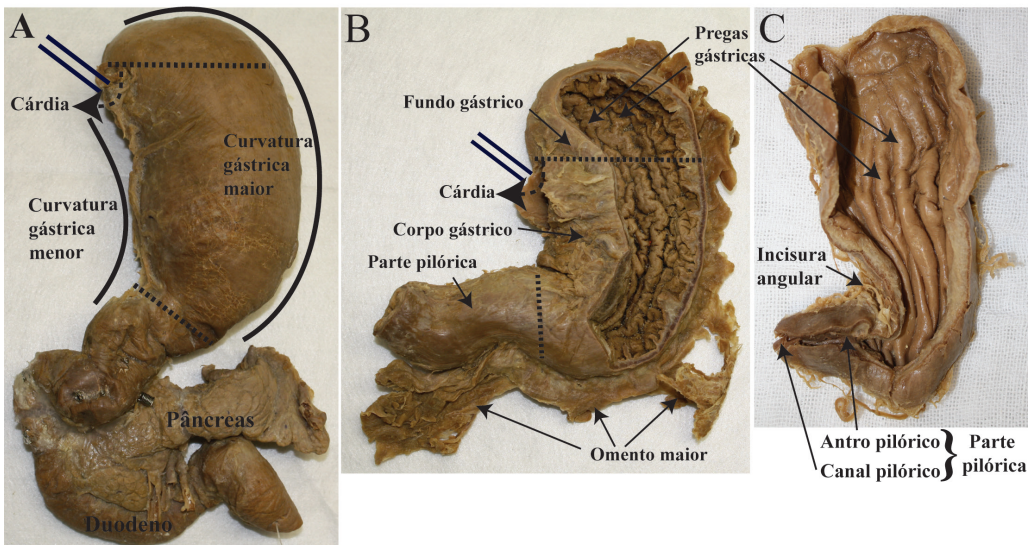 A
Cárdia
Curvatura
gástrica
maior
Curvatura
gástrica
menor
Pâncreas
Duodeno
B
Pregas
gástricas
Fundo gástrico
Cárdia
Corpo gástrico
Parte pilórica
Omento maior
C
Incisura
angular
Antro pilórico
Canal pilórico
Parte
pilórica